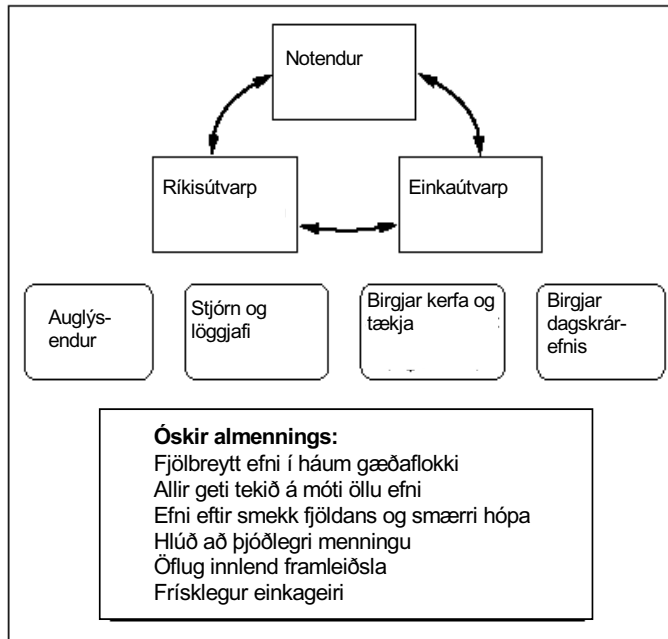 Notendur
Ríkisútvarp
Einkaútvarp
Auglýs-
endur
Stjórn og
löggjafi
Birgjar kerfa og
tækja
Birgjar
dagskrár-
efnis
Óskir almennings:
Fjölbreytt efni í háum gæðaflokki
Allir geti tekið á móti öllu efni
Efni eftir smekk fjöldans og smærri hópa
Hlúð að þjóðlegri menningu
Öflug innlend framleiðsla
Frísklegur einkageiri